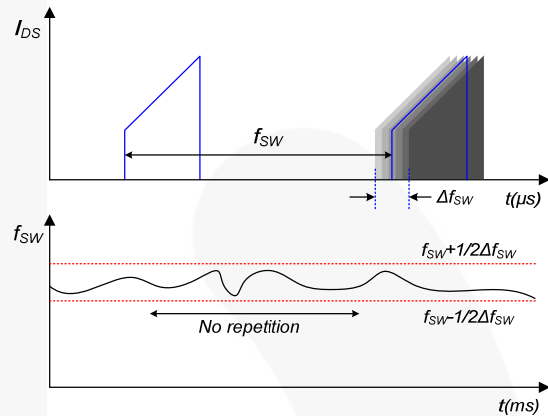 I_DS
f_SW
Δf_SW
t(µs)
f_SW
f_SW+1/2Δf_SW
No repetition
f_SW-1/2Δf_SW
t(ms)